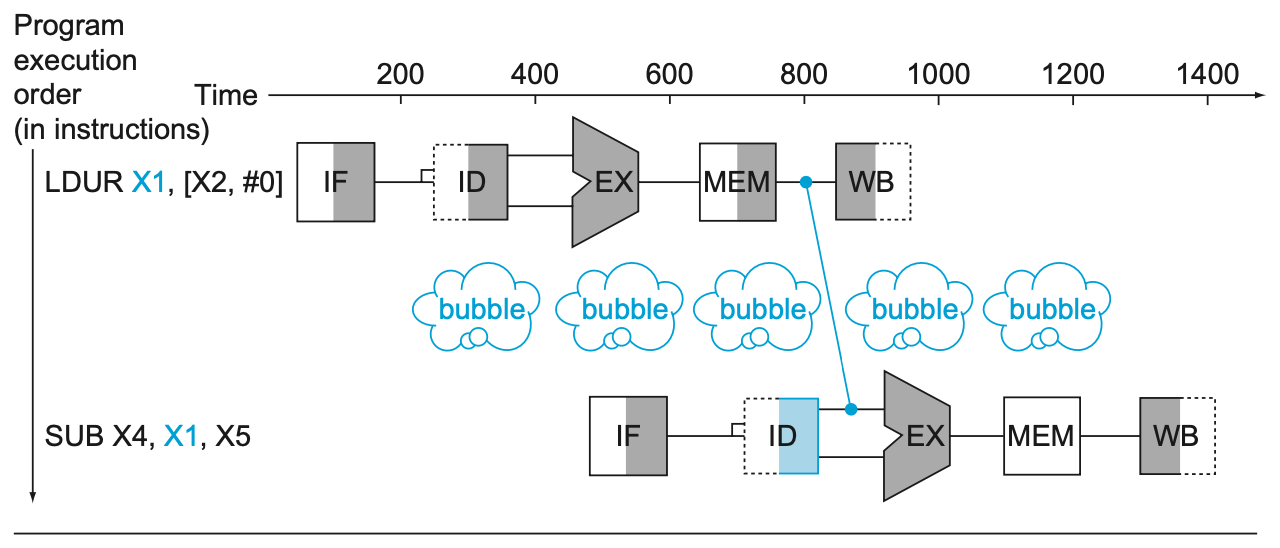 Program
execution
order
(in instructions)
Time
200 400 600 800 1000 1200 1400
LDUR X1, [X2, #0]
IF ID EX MEM WB
bubble bubble bubble bubble bubble
SUB X4, X1, X5
IF ID EX MEM WB